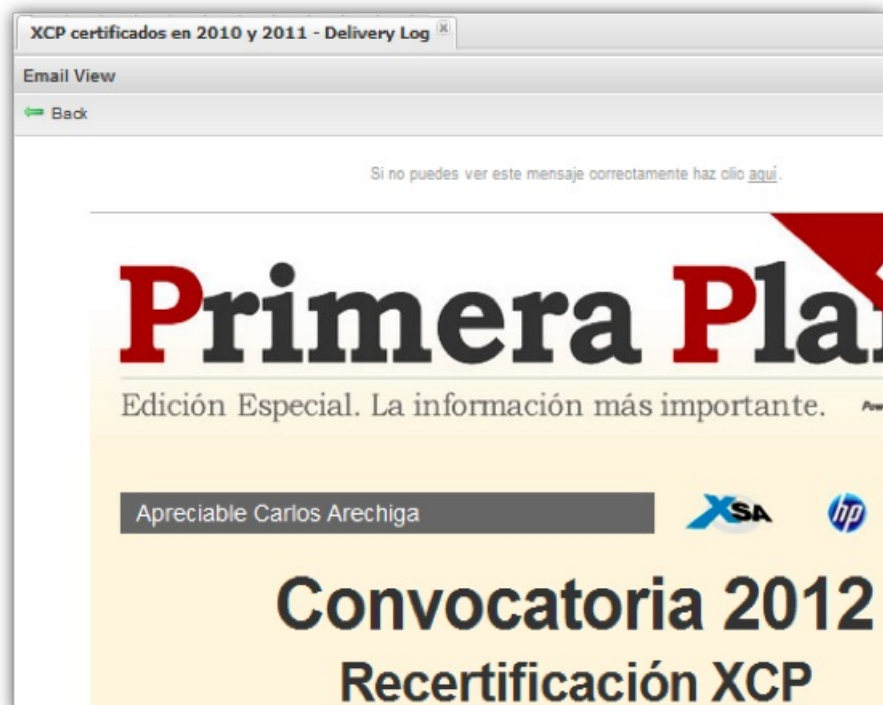 XCP certificados en 2010 y 2011 - Delivery Log
Email View
Back
Si no puedes ver este mensaje correctamente haz clic aquí.
Primera Pla
Edición Especial. La información más importante.
Apreciable Carlos Arechiga
XSA
hp
Convocatoria 2012
Recertificación XCP